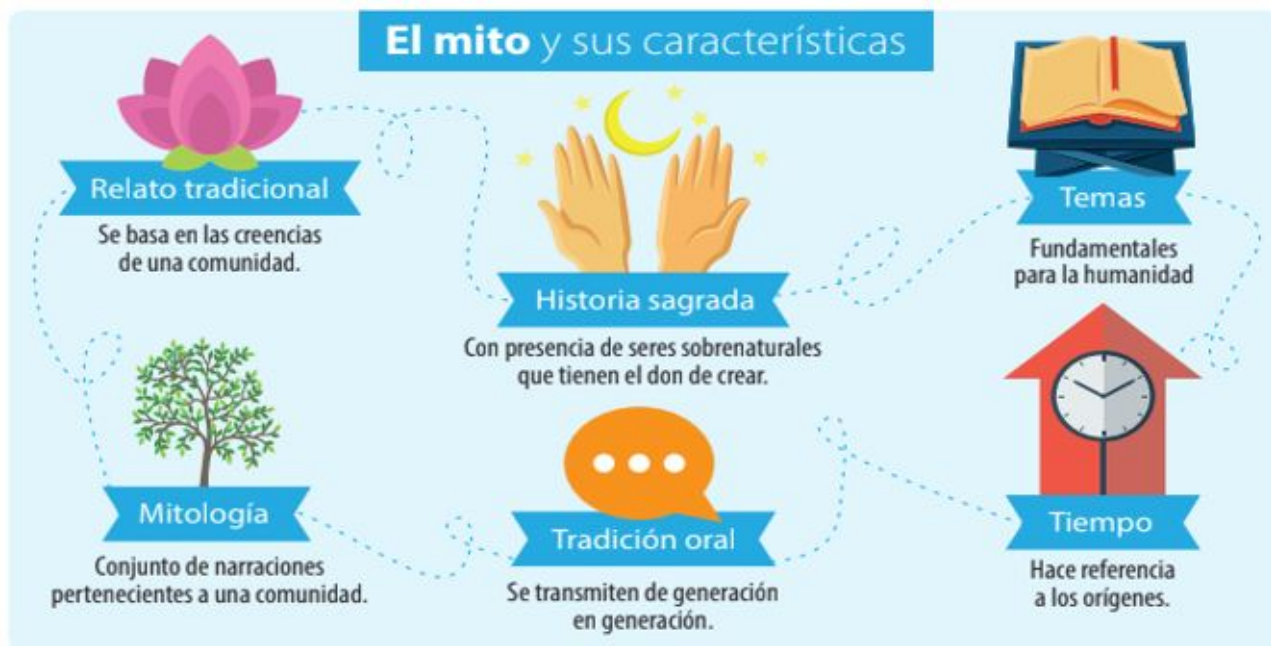 El mito y sus características
Relato tradicional
Se basa en las creencias
de una comunidad.
Historia sagrada
Con presencia de seres sobrenaturales
que tienen el don de crear.
Temas
Fundamentales
para la humanidad
Mitología
Conjunto de narraciones
pertenecientes a una comunidad.
Tradición oral
Se transmiten de generación
en generación.
Tiempo
Hace referencia
a los orígenes.